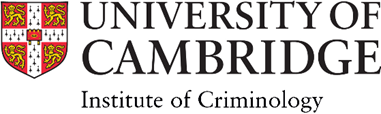 UNIVERSITY OF
CAMBRIDGE
Institute of Criminology